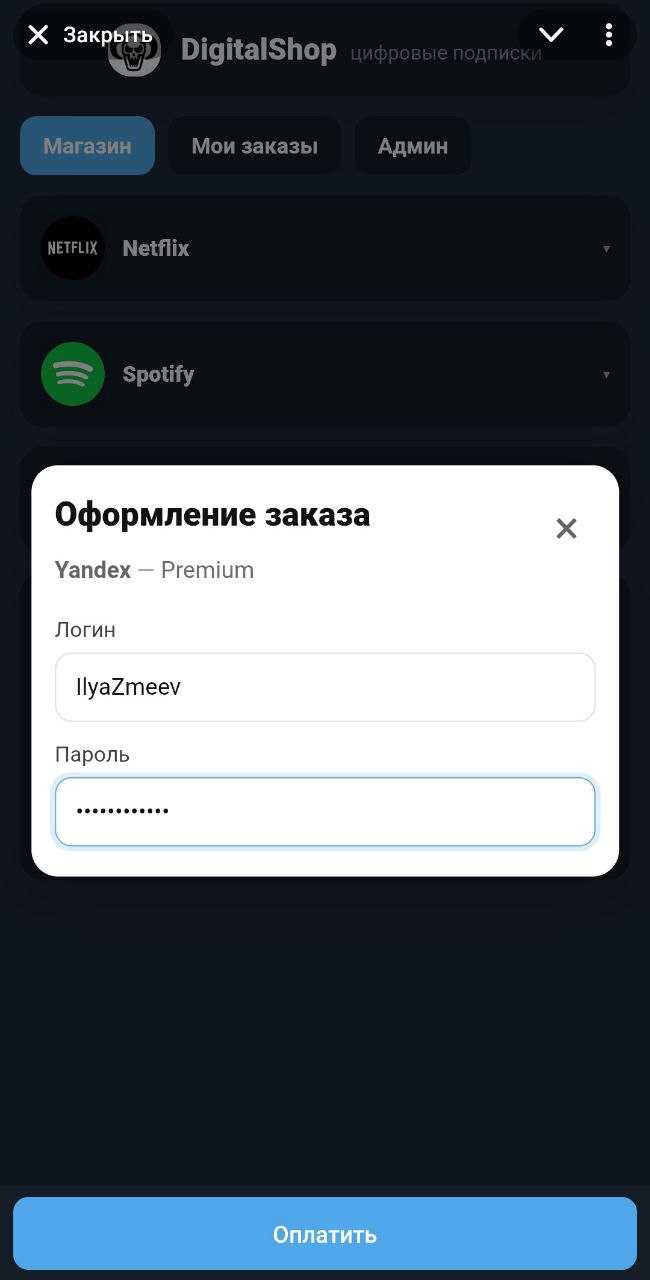 Закрыть
DigitalShop цифровые подписки
Магазин Мои заказы Админ
NETFLIX Netflix
Spotify
Оформление заказа
Yandex — Premium
Логин
IlyaZmeev
Пароль
••••••••••••
Оплатить